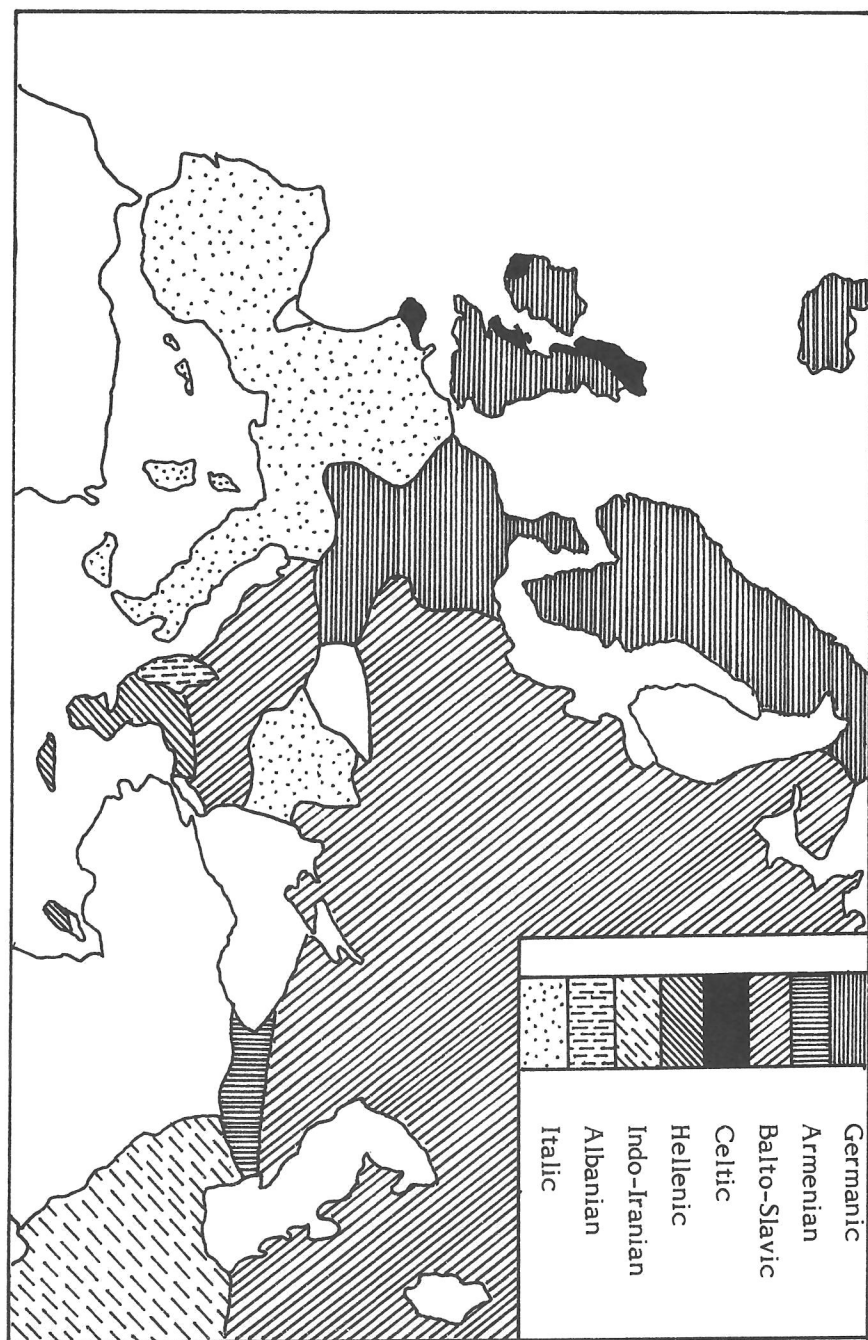 Germanic
Armenian
Balto-Slavic
Celtic
Hellenic
Indo-Iranian
Albanian
Italic